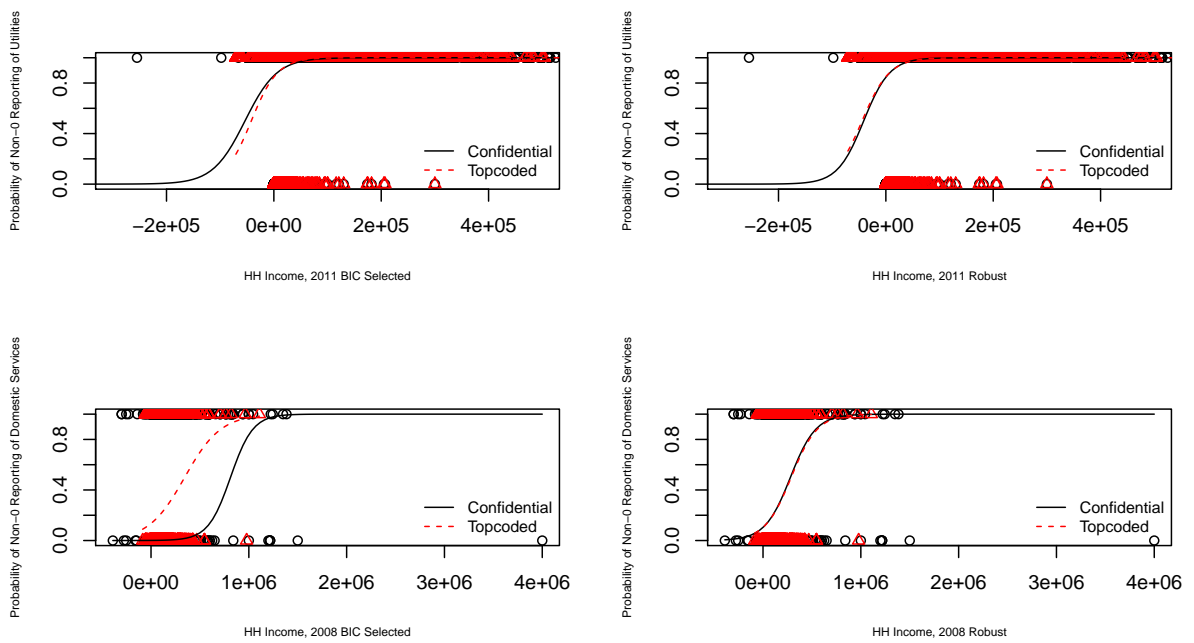 Probability of Non−0 Reporting of Utilities
0.8
0.4
0.0
Confidential
Topcoded
−2e+05
0e+00
2e+05
4e+05
HH Income, 2011 BIC Selected
Probability of Non−0 Reporting of Utilities
0.8
0.4
0.0
Confidential
Topcoded
−2e+05
0e+00
2e+05
4e+05
HH Income, 2011 Robust
Probability of Non−0 Reporting of Domestic Services
0.8
0.4
0.0
Confidential
Topcoded
0e+00
1e+06
2e+06
3e+06
4e+06
HH Income, 2008 BIC Selected
Probability of Non−0 Reporting of Domestic Services
0.8
0.4
0.0
Confidential
Topcoded
0e+00
1e+06
2e+06
3e+06
4e+06
HH Income, 2008 Robust